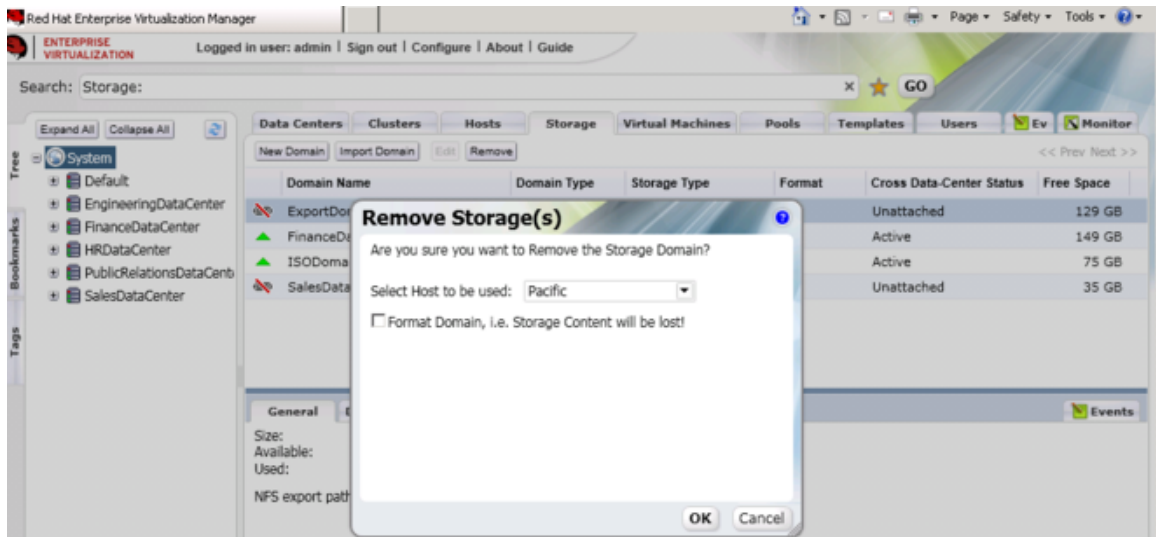 Red Hat Enterprise Virtualization Manager
Page Safety Tools
ENTERPRISE
VIRTUALIZATION
Logged in user: admin | Sign out | Configure | About | Guide
Search: Storage: × GO
Expand All Collapse All
Data Centers Clusters Hosts Storage Virtual Machines Pools Templates Users Ev Monitor
New Domain Import Domain Edit Remove << Prev Next >>
Tree
Bookmarks
Tags
System
Default
EngineeringDataCenter
FinanceDataCenter
HRDataCenter
PublicRelationsDataCent
SalesDataCenter
Domain Name Domain Type Storage Type Format Cross Data-Center Status Free Space
ExportDor Unattached 129 GB
FinanceDa Active 149 GB
ISODoma Active 75 GB
SalesData Unattached 35 GB
Remove Storage(s) ?
Are you sure you want to Remove the Storage Domain?
Select Host to be used: Pacific
Format Domain, i.e. Storage Content will be lost!
OK Cancel
General Events
Size:
Available:
Used:
NFS export path